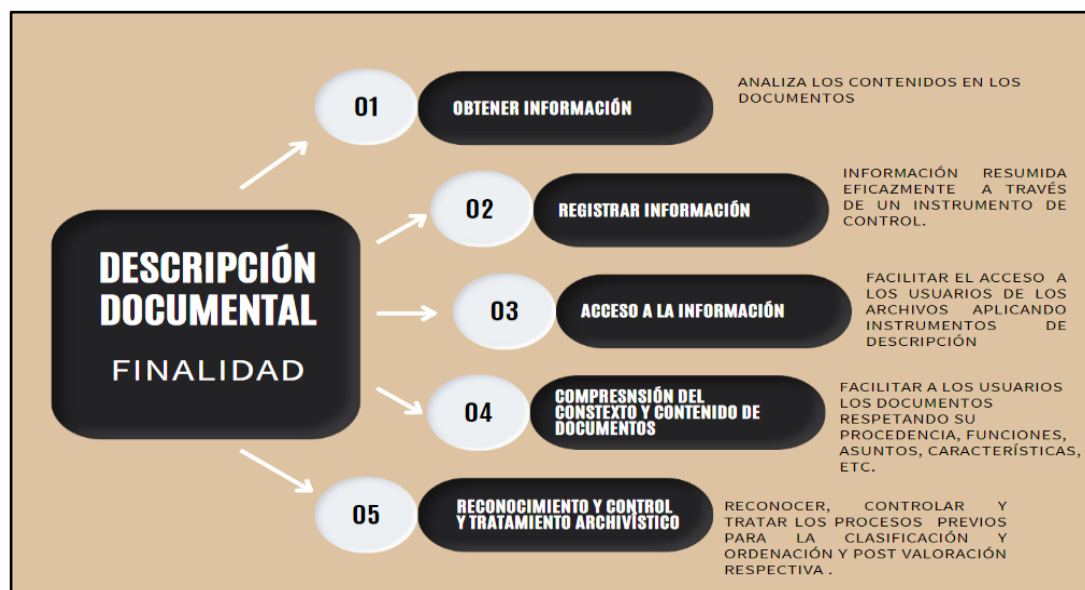 DESCRIPCIÓN
DOCUMENTAL
FINALIDAD
01
OBTENER INFORMACIÓN
ANALIZA LOS CONTENIDOS EN LOS
DOCUMENTOS
02
REGISTRAR INFORMACIÓN
INFORMACIÓN RESUMIDA
EFICAZMENTE A TRAVÉS
DE UN INSTRUMENTO DE
CONTROL.
03
ACCESO A LA INFORMACIÓN
FACILITAR EL ACCESO A
LOS USUARIOS DE LOS
ARCHIVOS APLICANDO
INSTRUMENTOS DE
DESCRIPCIÓN
04
COMPRESNSIÓN DEL
CONSTEXTO Y CONTENIDO DE
DOCUMENTOS
FACILITAR A LOS USUARIOS
LOS DOCUMENTOS
RESPETANDO SU
PROCEDENCIA, FUNCIONES,
ASUNTOS, CARACTERÍSTICAS,
ETC.
05
RECONOCIMIENTO Y CONTROL
Y TRATAMIENTO ARCHIVÍSTICO
RECONOCER, CONTROLAR Y
TRATAR LOS PROCESOS PREVIOS
PARA LA CLASIFICACIÓN Y
ORDENACIÓN Y POST VALORACIÓN
RESPECTIVA .